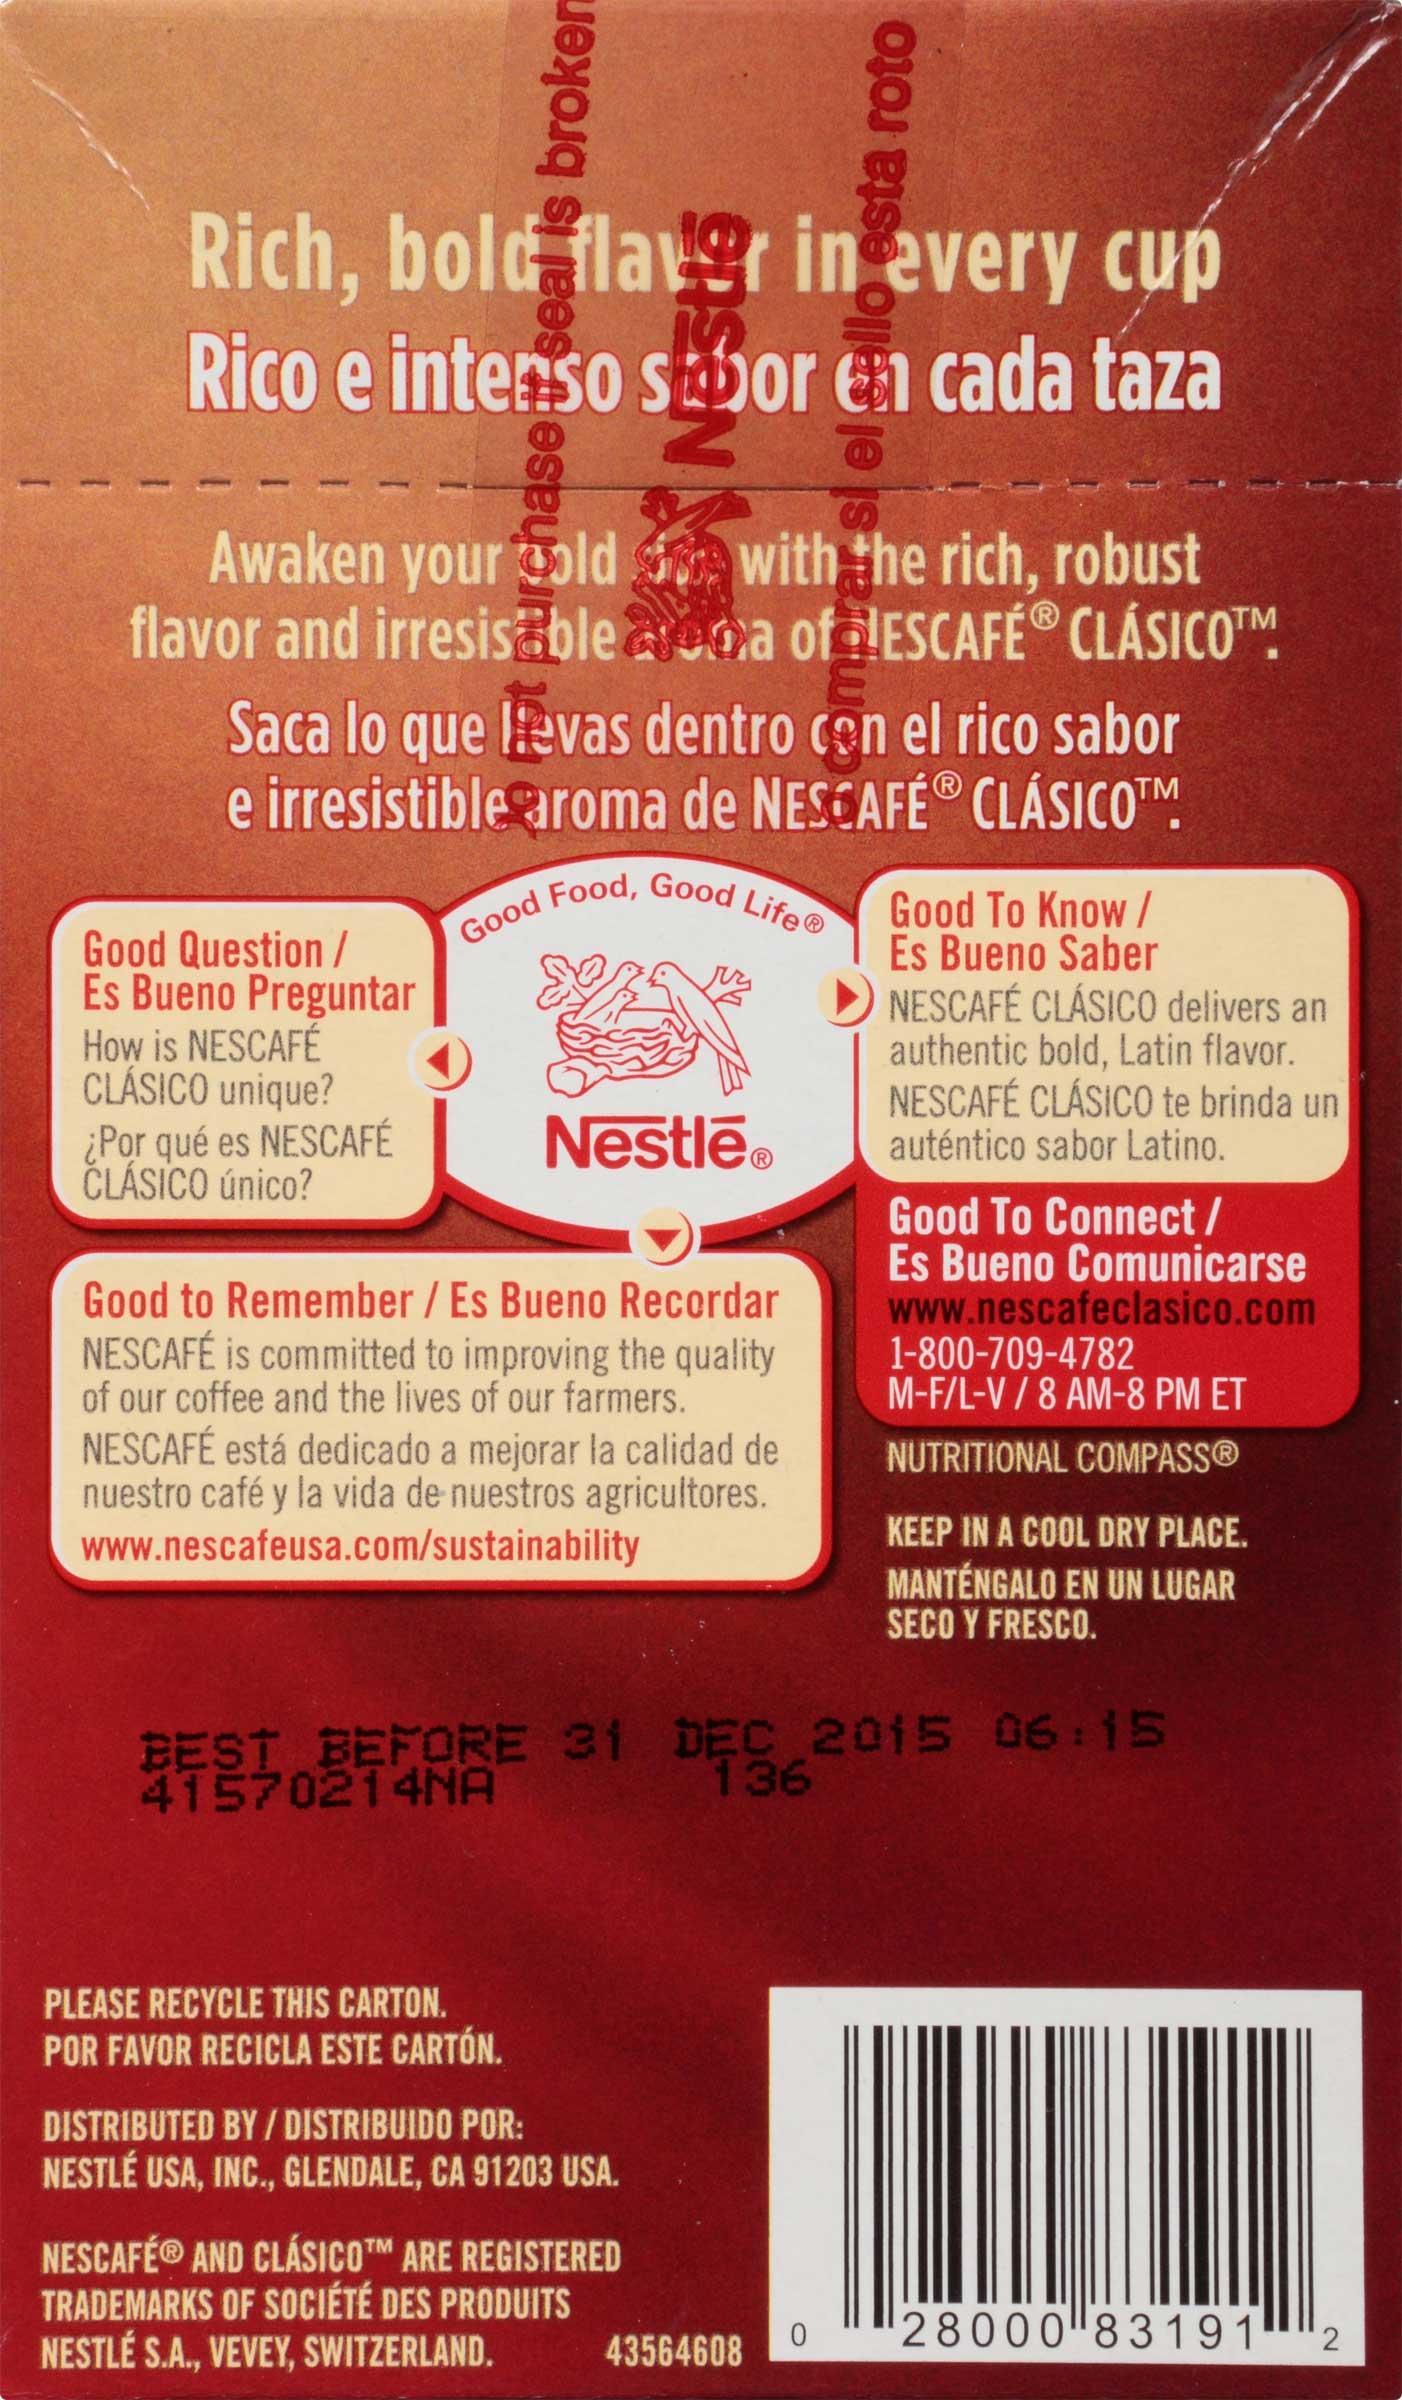 Do not purchase if seal is broken
Nestlé
o comprar si el sello esta roto
Rich, bold flavor in every cup
Rico e intenso sabor en cada taza
Awaken your bold with the rich, robust
flavor and irresistible aroma of NESCAFÉ® CLÁSICO™.
Saca lo que llevas dentro con el rico sabor
e irresistible aroma de NESCAFÉ® CLÁSICO™.
Good Food, Good Life®
Nestlé®
Good Question /
Es Bueno Preguntar
How is NESCAFÉ
CLÁSICO unique?
¿Por qué es NESCAFÉ
CLÁSICO único?
Good To Know /
Es Bueno Saber
NESCAFÉ CLÁSICO delivers an
authentic bold, Latin flavor.
NESCAFÉ CLÁSICO te brinda un
auténtico sabor Latino.
Good To Connect /
Es Bueno Comunicarse
www.nescafeclasico.com
1-800-709-4782
M-F/L-V / 8 AM-8 PM ET
Good to Remember / Es Bueno Recordar
NESCAFÉ is committed to improving the quality
of our coffee and the lives of our farmers.
NESCAFÉ está dedicado a mejorar la calidad de
nuestro café y la vida de nuestros agricultores.
www.nescafeusa.com/sustainability
NUTRITIONAL COMPASS®
KEEP IN A COOL DRY PLACE.
MANTÉNGALO EN UN LUGAR
SECO Y FRESCO.
BEST BEFORE 31 DEC 2015 06:15
41570214NA 136
PLEASE RECYCLE THIS CARTON.
POR FAVOR RECICLA ESTE CARTÓN.
DISTRIBUTED BY / DISTRIBUIDO POR:
NESTLÉ USA, INC., GLENDALE, CA 91203 USA.
NESCAFÉ® AND CLÁSICO™ ARE REGISTERED
TRADEMARKS OF SOCIÉTÉ DES PRODUITS
NESTLÉ S.A., VEVEY, SWITZERLAND.
43564608
0 28000 83191 2